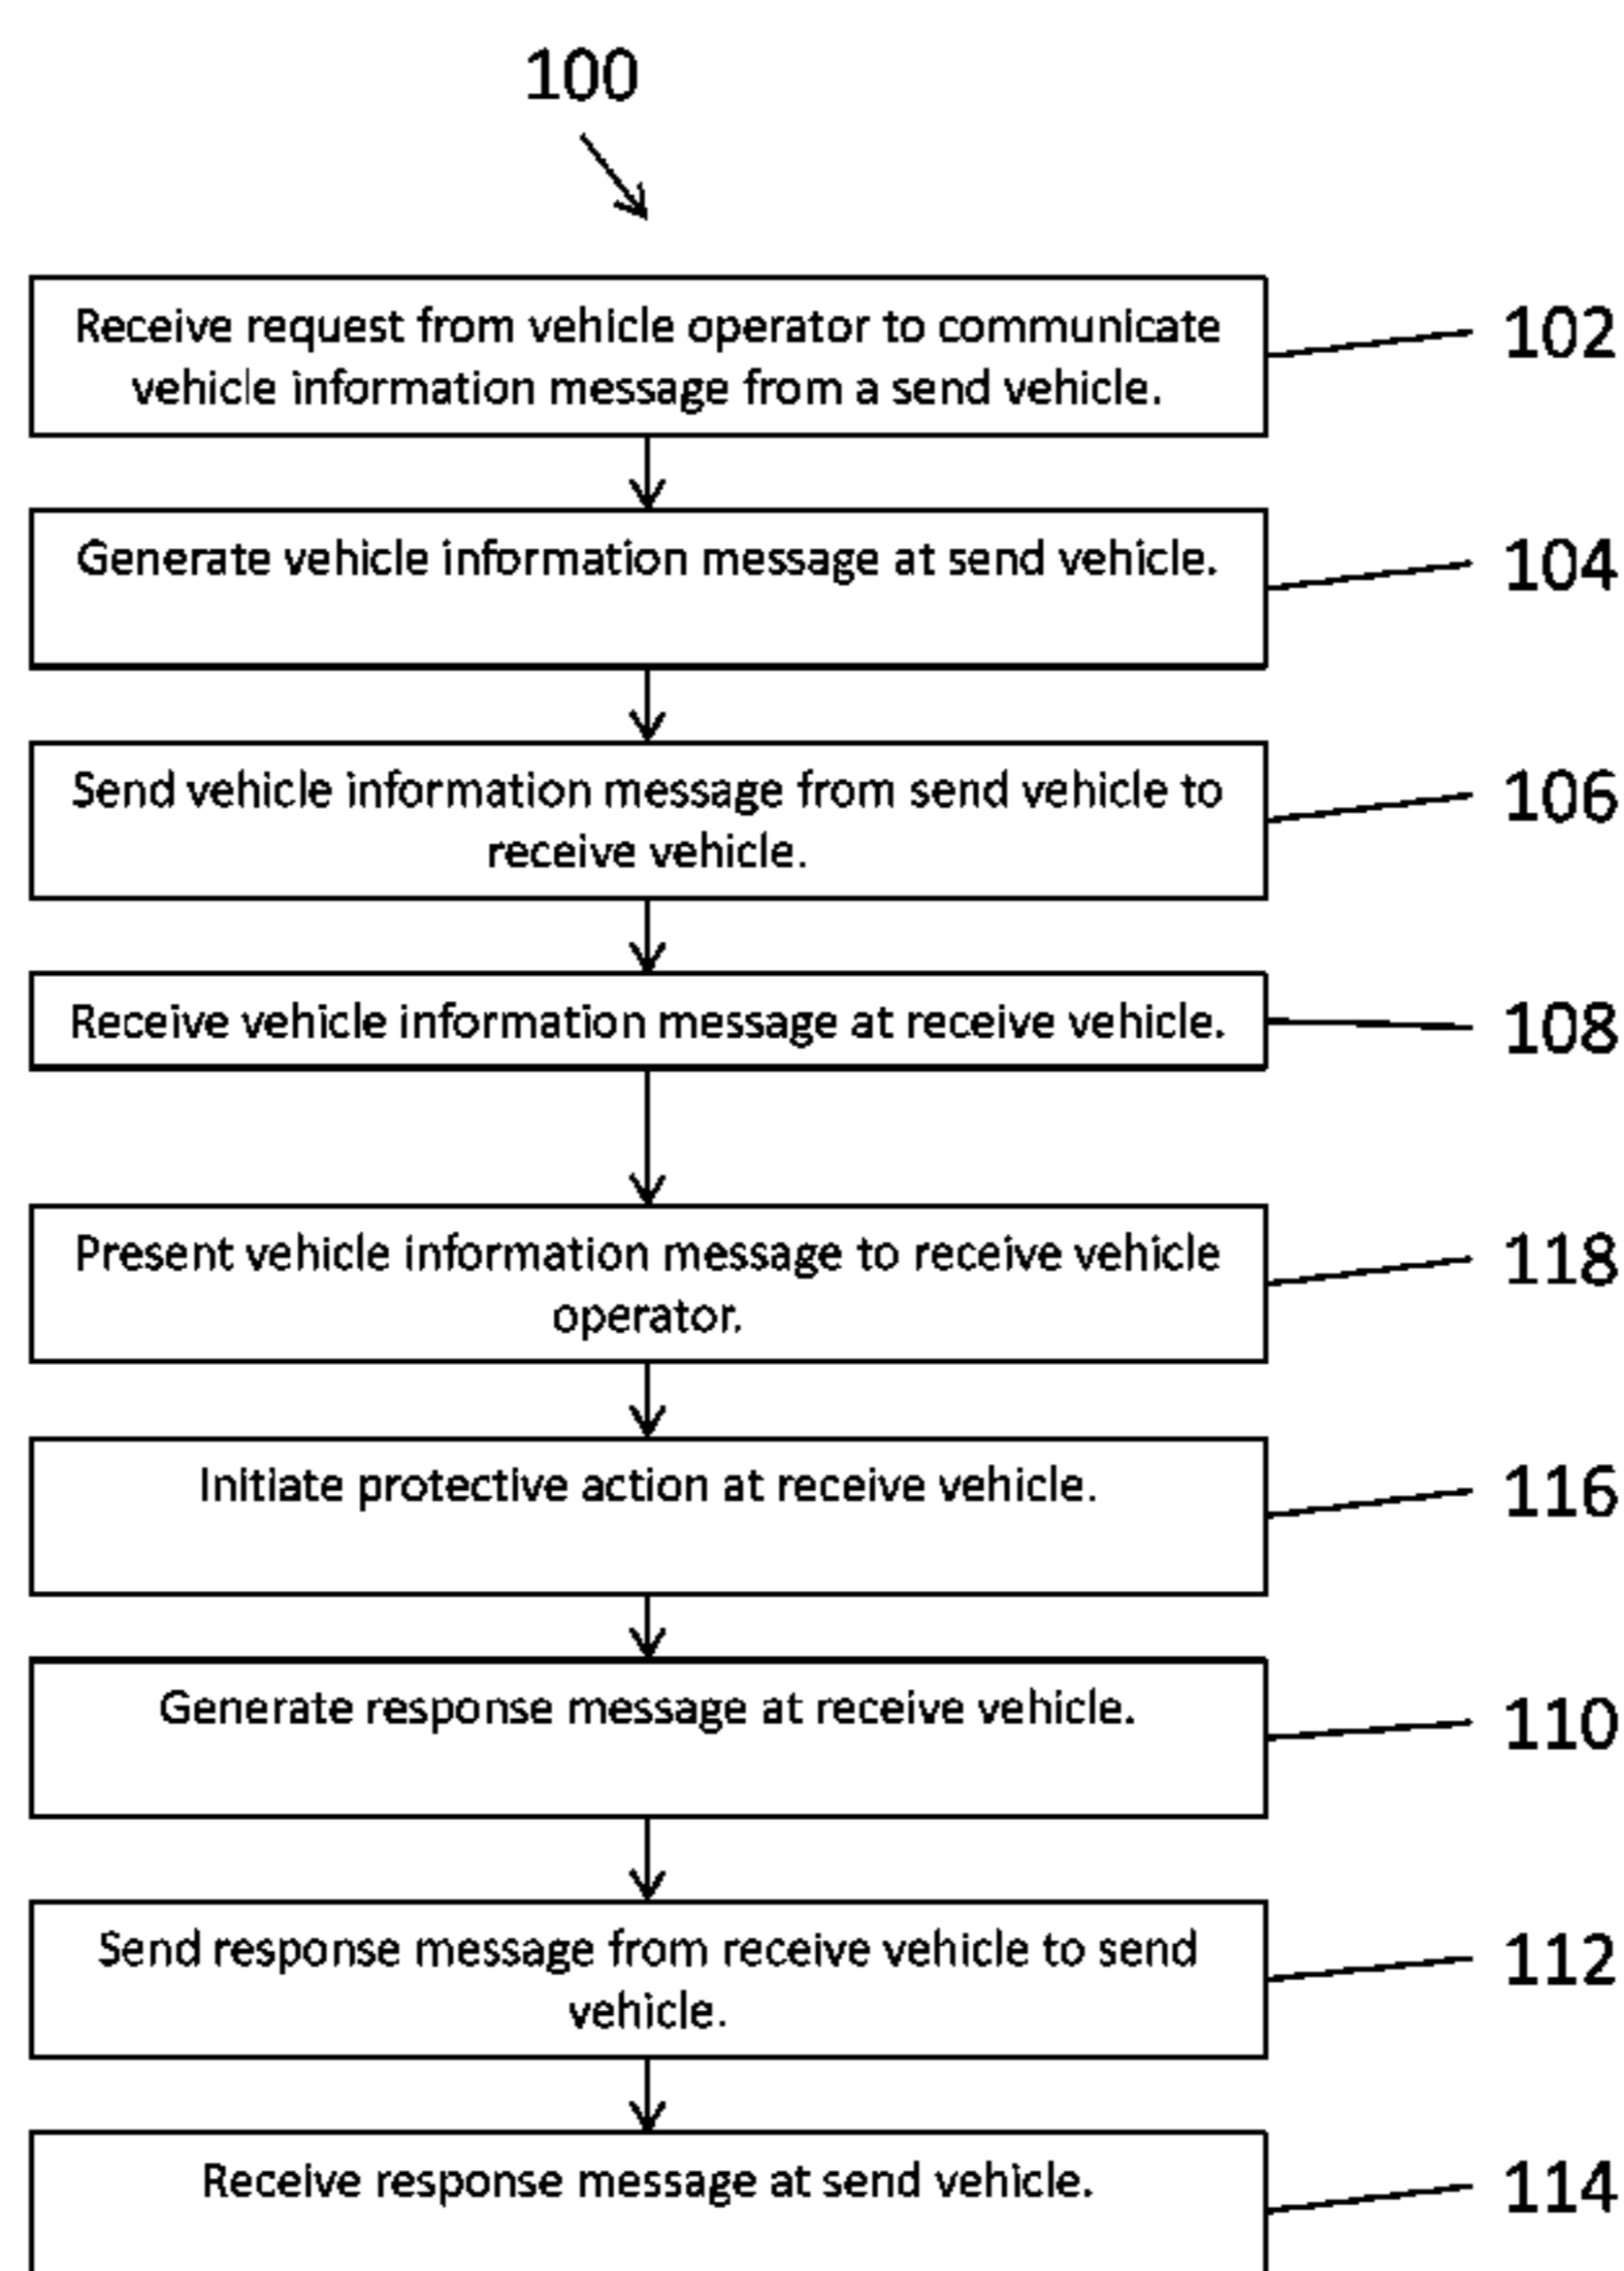 100
Receive request from vehicle operator to communicate
vehicle information message from a send vehicle.
102
Generate vehicle information message at send vehicle.
104
Send vehicle information message from send vehicle to
receive vehicle.
106
Receive vehicle information message at receive vehicle.
108
Present vehicle information message to receive vehicle
operator.
118
Initiate protective action at receive vehicle.
116
Generate response message at receive vehicle.
110
Send response message from receive vehicle to send
vehicle.
112
Receive response message at send vehicle.
114